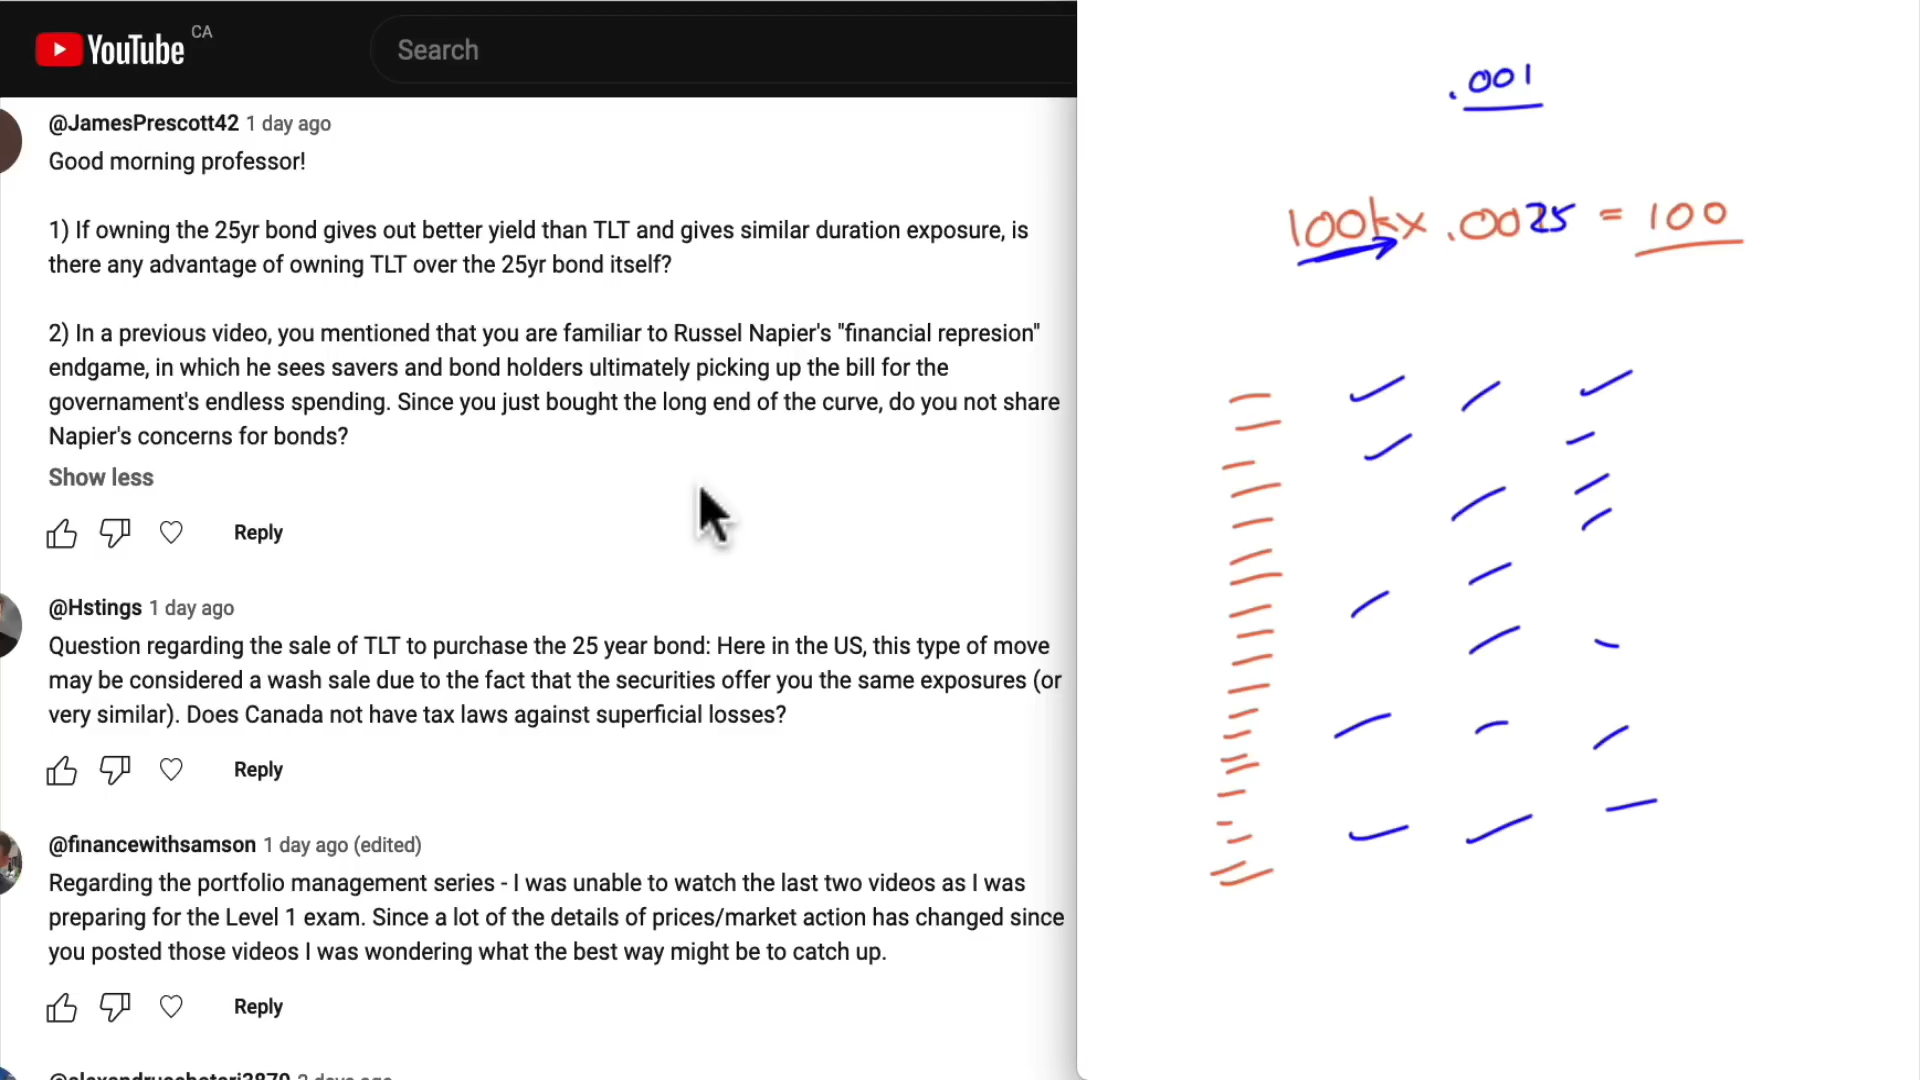 YouTube CA
Search
@JamesPrescott42 1 day ago
Good morning professor!
1) If owning the 25yr bond gives out better yield than TLT and gives similar duration exposure, is
there any advantage of owning TLT over the 25yr bond itself?
2) In a previous video, you mentioned that you are familiar to Russel Napier's "financial represion"
endgame, in which he sees savers and bond holders ultimately picking up the bill for the
governament's endless spending. Since you just bought the long end of the curve, do you not share
Napier's concerns for bonds?
Show less
Reply
@Hstings 1 day ago
Question regarding the sale of TLT to purchase the 25 year bond: Here in the US, this type of move
may be considered a wash sale due to the fact that the securities offer you the same exposures (or
very similar). Does Canada not have tax laws against superficial losses?
Reply
@financewithsamson 1 day ago (edited)
Regarding the portfolio management series - I was unable to watch the last two videos as I was
preparing for the Level 1 exam. Since a lot of the details of prices/market action has changed since
you posted those videos I was wondering what the best way might be to catch up.
Reply
.001
100k x .0025 = 100